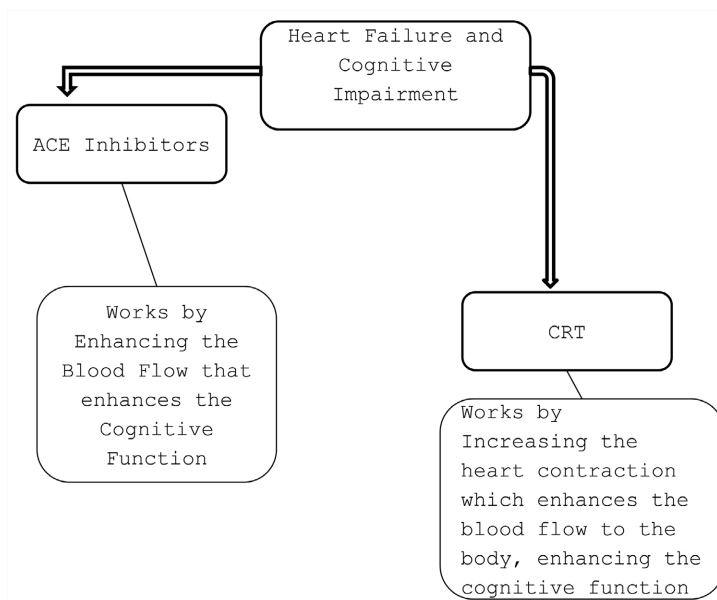 Heart Failure and
Cognitive
Impairment
ACE Inhibitors
Works by
Enhancing the
Blood Flow that
enhances the
Cognitive
Function
CRT
Works by
Increasing the
heart contraction
which enhances the
blood flow to the
body, enhancing the
cognitive function